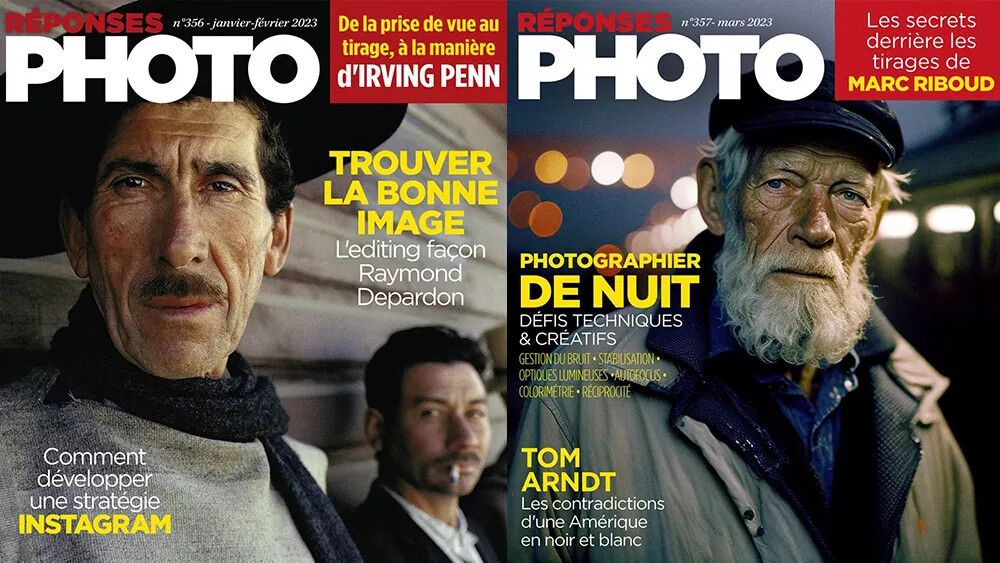 RÉPONSES
PHOTO
n°356 - janvier-février 2023
De la prise de vue au
tirage, à la manière
d'IRVING PENN
TROUVER
LA BONNE
IMAGE
L'editing façon
Raymond
Depardon
Comment
développer
une stratégie
INSTAGRAM
RÉPONSES
PHOTO
n°357- mars 2023
Les secrets
derrière les
tirages de
MARC RIBOUD
PHOTOGRAPHIER
DE NUIT
DÉFIS TECHNIQUES
& CRÉATIFS
GESTION DU BRUIT • STABILISATION •
OPTIQUES LUMINEUSES • AUTOFOCUS •
COLORIMÉTRIE • RÉCIPROCITÉ
TOM
ARNDT
Les contradictions
d'une Amérique
en noir et blanc